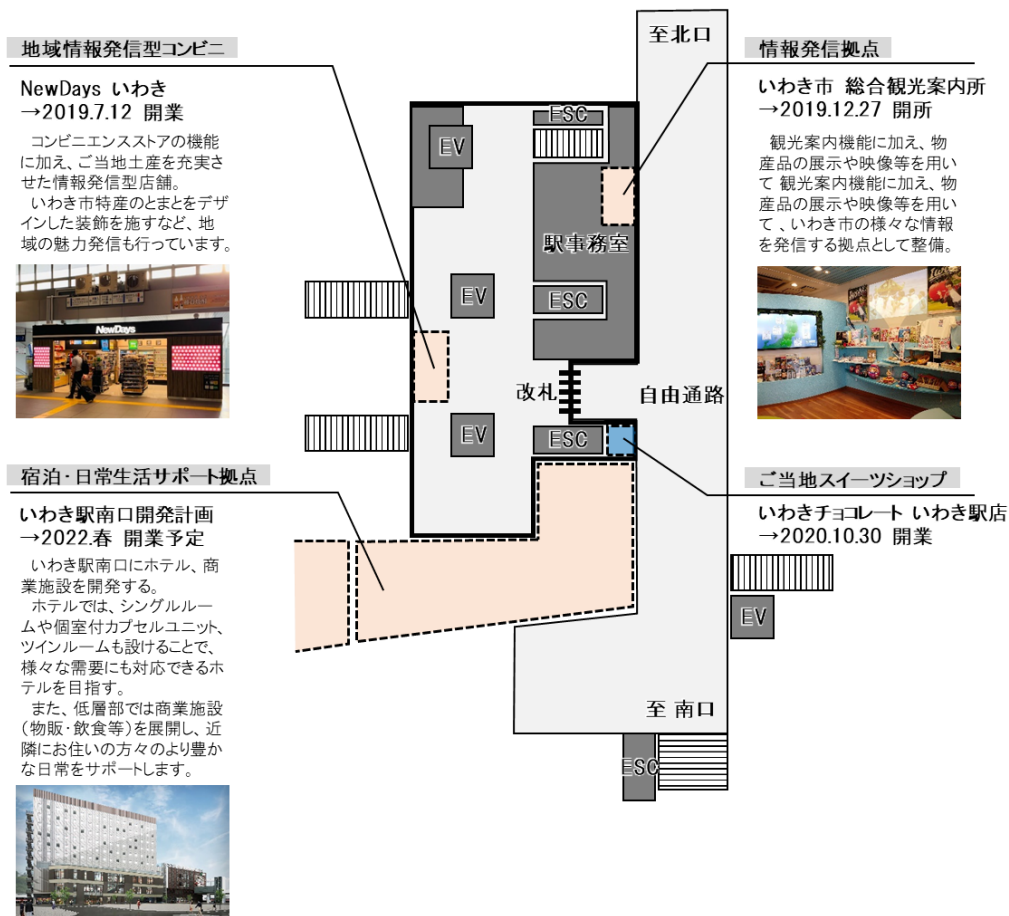 地域情報発信型コンビニ
NewDays いわき
→2019.7.12 開業
コンビニエンスストアの機能
に加え、ご当地土産を充実さ
せた情報発信型店舗。
いわき市特産のとまとをデザ
インした装飾を施すなど、地
域の魅力発信も行っています。
NewDays
宿泊・日常生活サポート拠点
いわき駅南口開発計画
→2022.春 開業予定
いわき駅南口にホテル、商
業施設を開発する。
ホテルでは、シングルルー
ムや個室付カプセルユニット、
ツインルームも設けることで、
様々な需要にも対応できるホ
テルを目指す。
また、低層部では商業施設
（物販・飲食等）を展開し、近
隣にお住いの方々のより豊か
な日常をサポートします。
至北口
ESC
EV
駅事務室
EV
ESC
改札
自由通路
EV
ESC
EV
至 南口
ESC
情報発信拠点
いわき市 総合観光案内所
→2019.12.27 開所
観光案内機能に加え、物
産品の展示や映像等を用い
て 観光案内機能に加え、物
産品の展示や映像等を用い
て 、いわき市の様々な情報
を発信する拠点として整備。
ご当地スイーツショップ
いわきチョコレート いわき駅店
→2020.10.30 開業